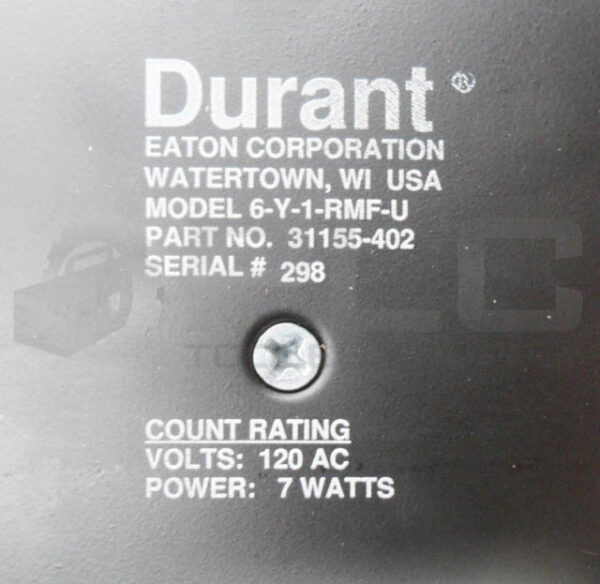 Durant ®
EATON CORPORATION
WATERTOWN, WI USA
MODEL 6-Y-1-RMF-U
PART NO. 31155-402
SERIAL # 298
COUNT RATING
VOLTS: 120 AC
POWER: 7 WATTS